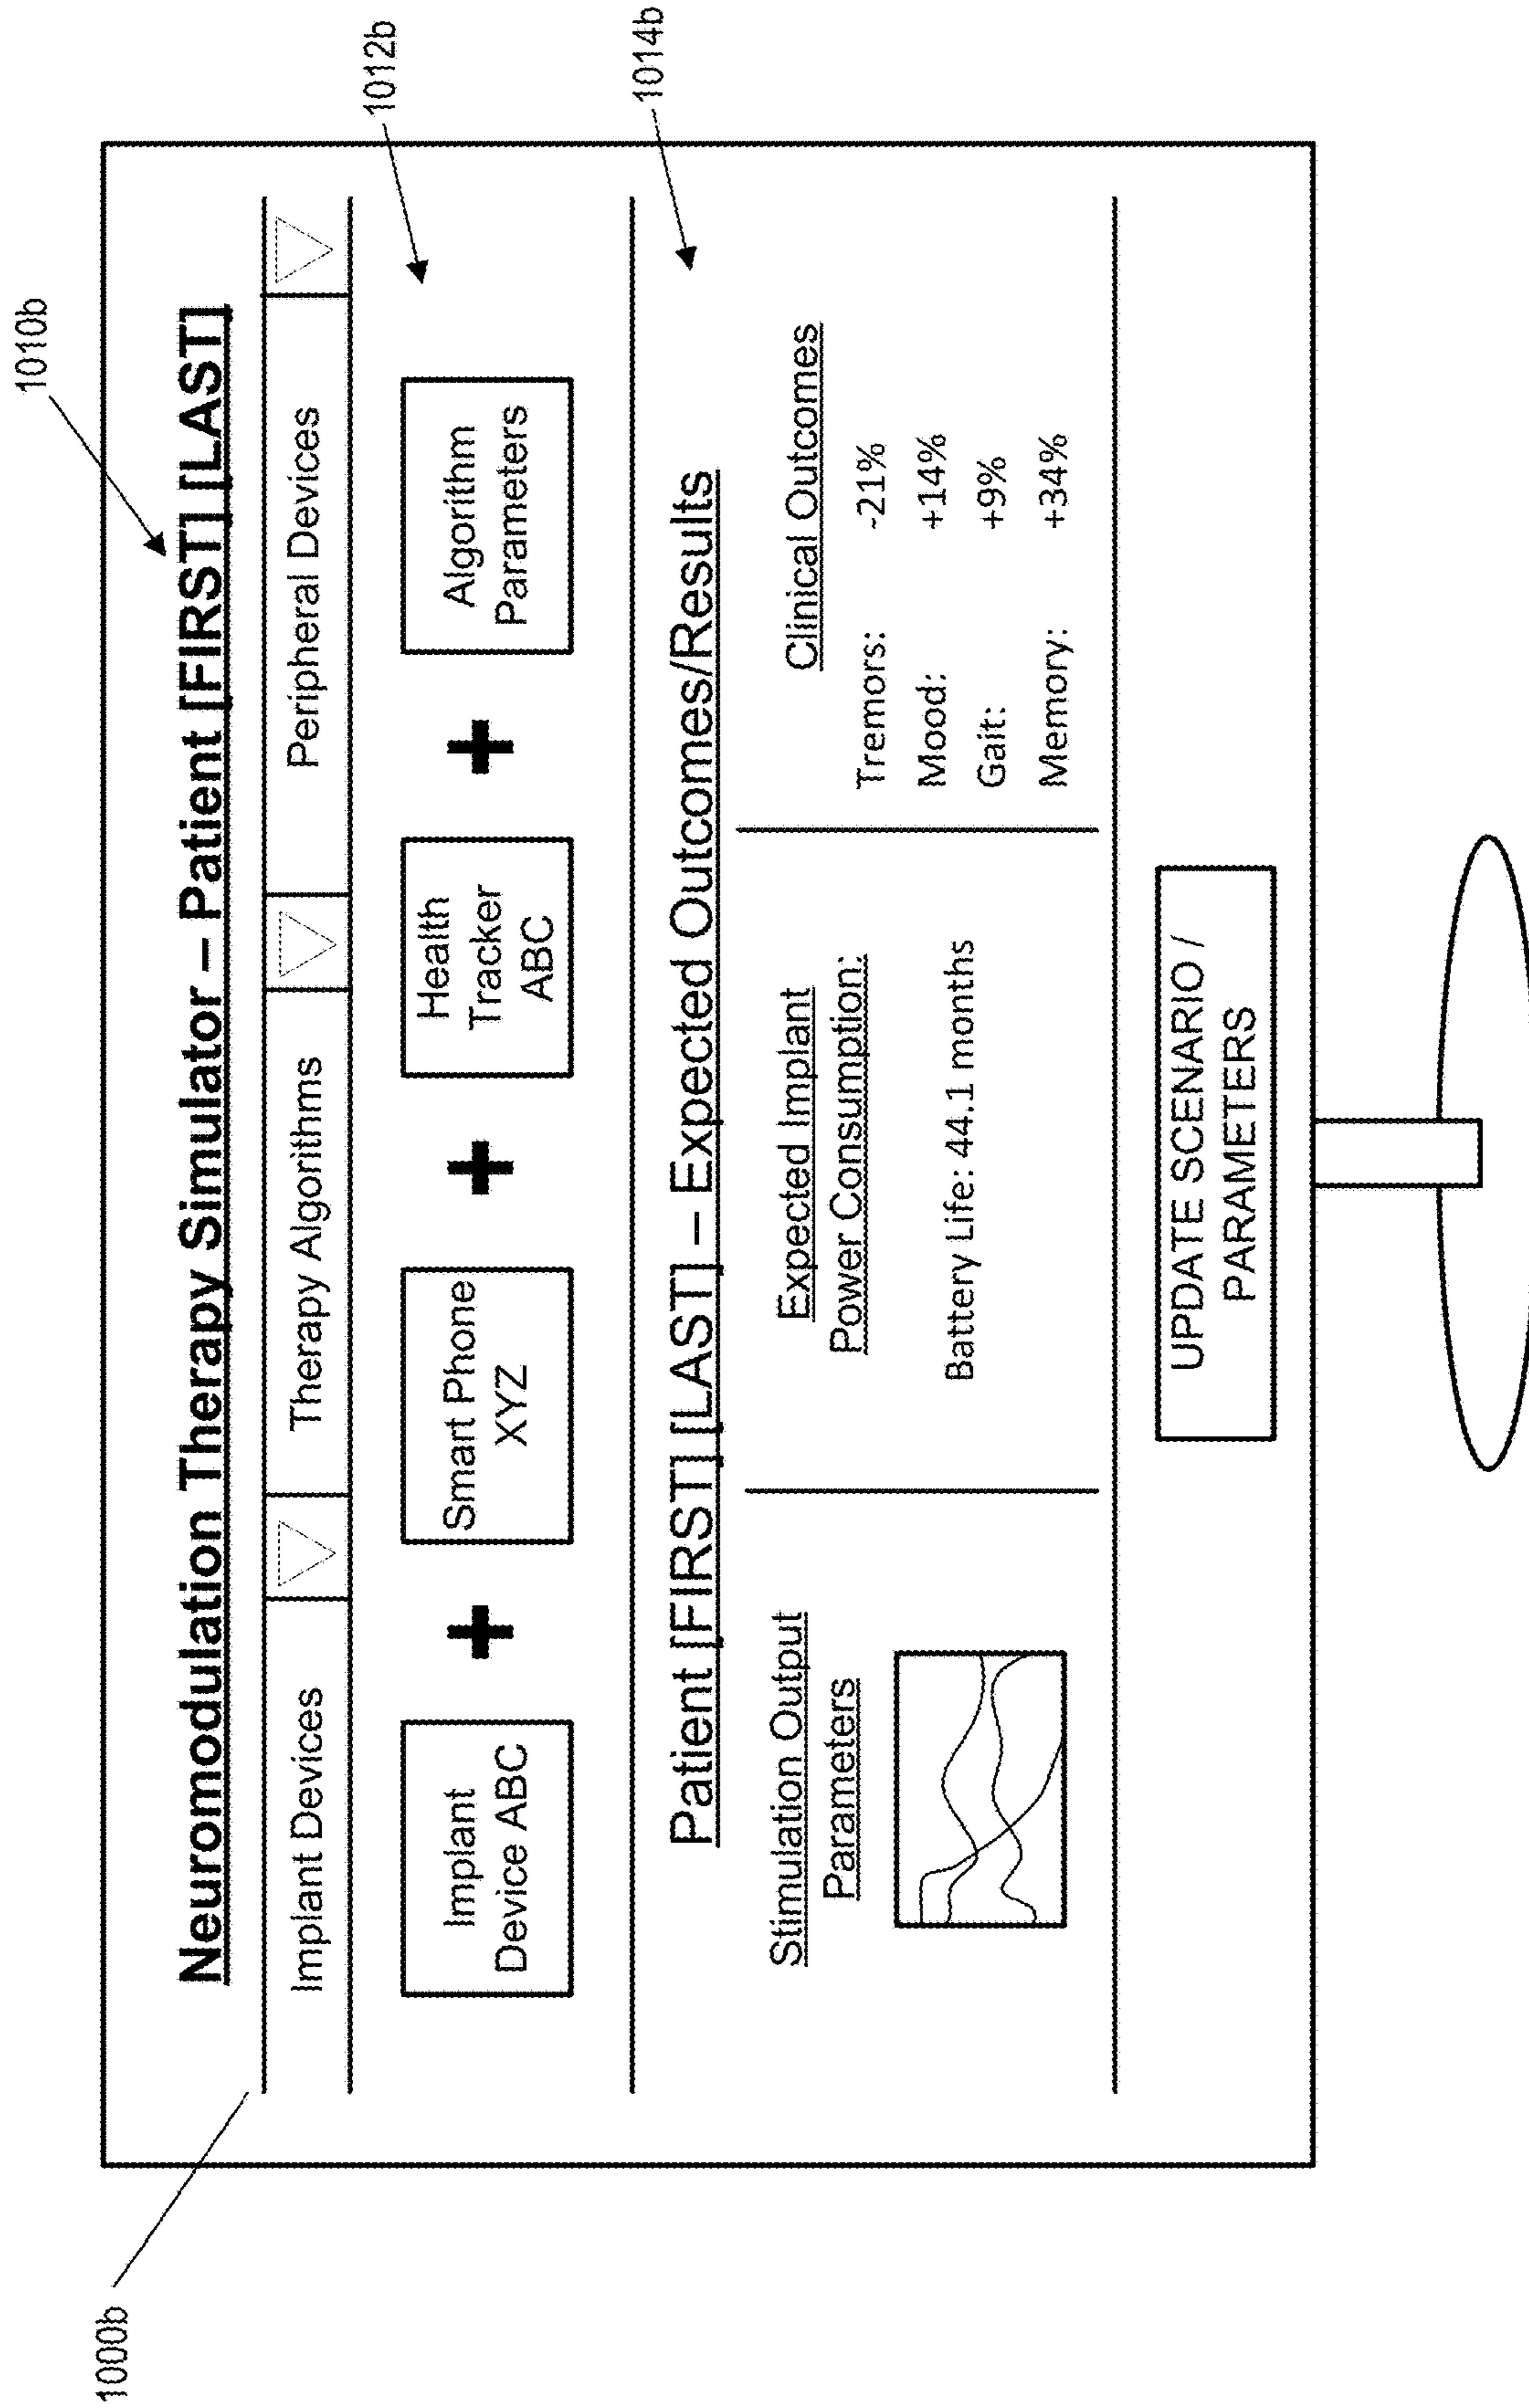 1010b
Neuromodulation Therapy Simulator – Patient [FIRST] [LAST]
1000b
Implant Devices
Therapy Algorithms
Peripheral Devices
1012b
Implant
Device ABC
+
Smart Phone
XYZ
+
Health
Tracker
ABC
+
Algorithm
Parameters
1014b
Patient [FIRST] [LAST] – Expected Outcomes/Results
Stimulation Output
Parameters
Expected Implant
Power Consumption:
Battery Life: 44.1 months
Clinical Outcomes
Tremors: -21%
Mood: +14%
Gait: +9%
Memory: +34%
UPDATE SCENARIO /
PARAMETERS